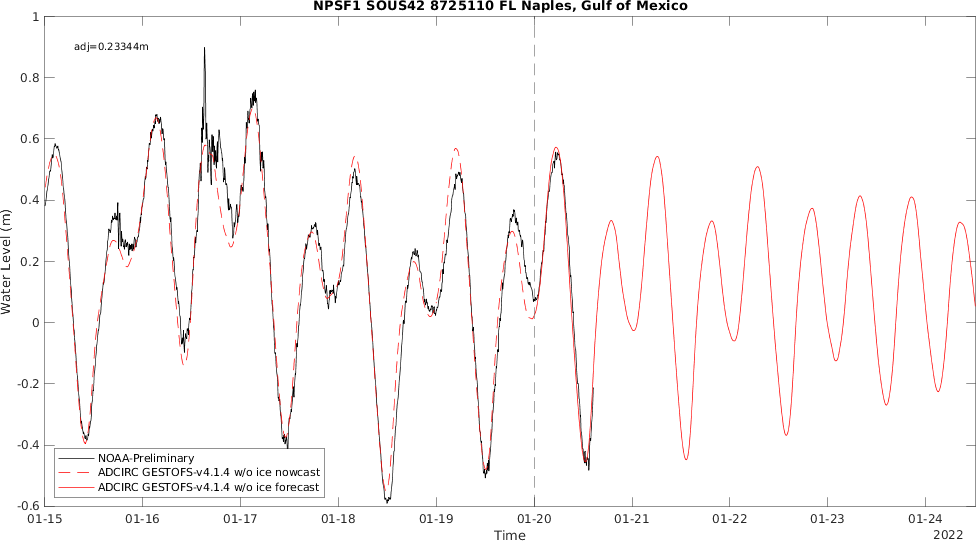 NPSF1 SOUS42 8725110 FL Naples, Gulf of Mexico
adj=0.23344m
1
0.8
0.6
0.4
0.2
0
-0.2
-0.4
-0.6
Water Level (m)
NOAA-Preliminary
ADCIRC GESTOFS-v4.1.4 w/o ice nowcast
ADCIRC GESTOFS-v4.1.4 w/o ice forecast
01-15 01-16 01-17 01-18 01-19 01-20 01-21 01-22 01-23 01-24
Time
2022